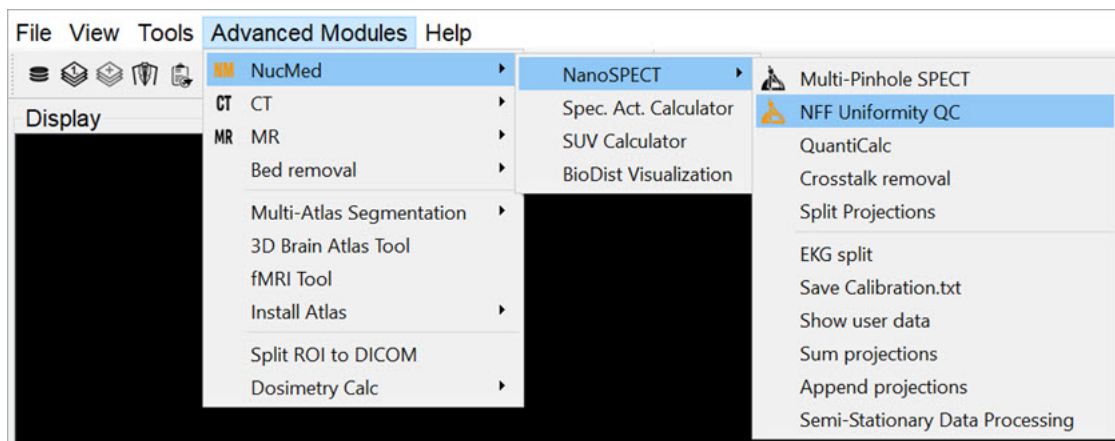 File View Tools Advanced Modules Help
Display
NM NucMed
CT CT
MR MR
Bed removal
Multi-Atlas Segmentation
3D Brain Atlas Tool
fMRI Tool
Install Atlas
Split ROI to DICOM
Dosimetry Calc
NanoSPECT
Spec. Act. Calculator
SUV Calculator
BioDist Visualization
Multi-Pinhole SPECT
NFF Uniformity QC
QuantiCalc
Crosstalk removal
Split Projections
EKG split
Save Calibration.txt
Show user data
Sum projections
Append projections
Semi-Stationary Data Processing